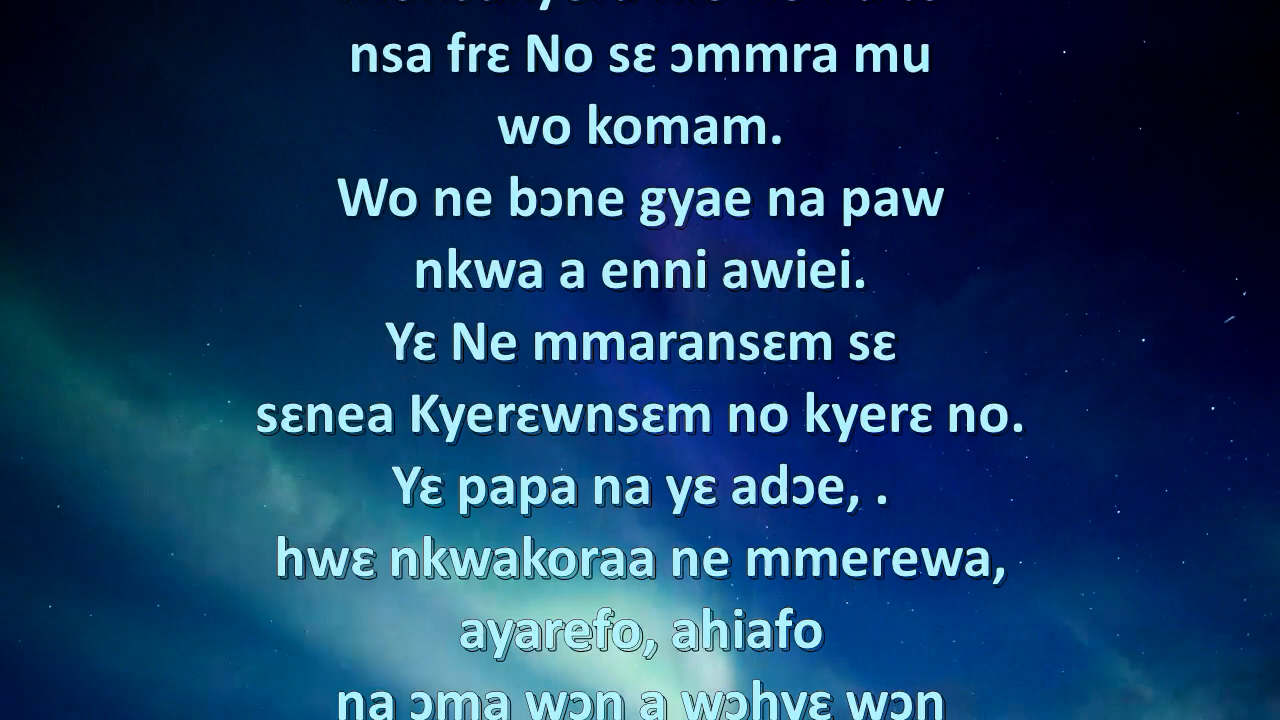 nsa frɛ No sɛ ɔmmra mu
wo komam.
Wo ne bɔne gyae na paw
nkwa a enni awiei.
Yɛ Ne mmaransɛm sɛ
sɛnea Kyerɛwnsɛm no kyerɛ no.
Yɛ papa na yɛ adɔe, .
hwɛ nkwakoraa ne mmerewa,
ayarefo, ahiafo
na ɔma wɔn a wɔhyɛ wɔn